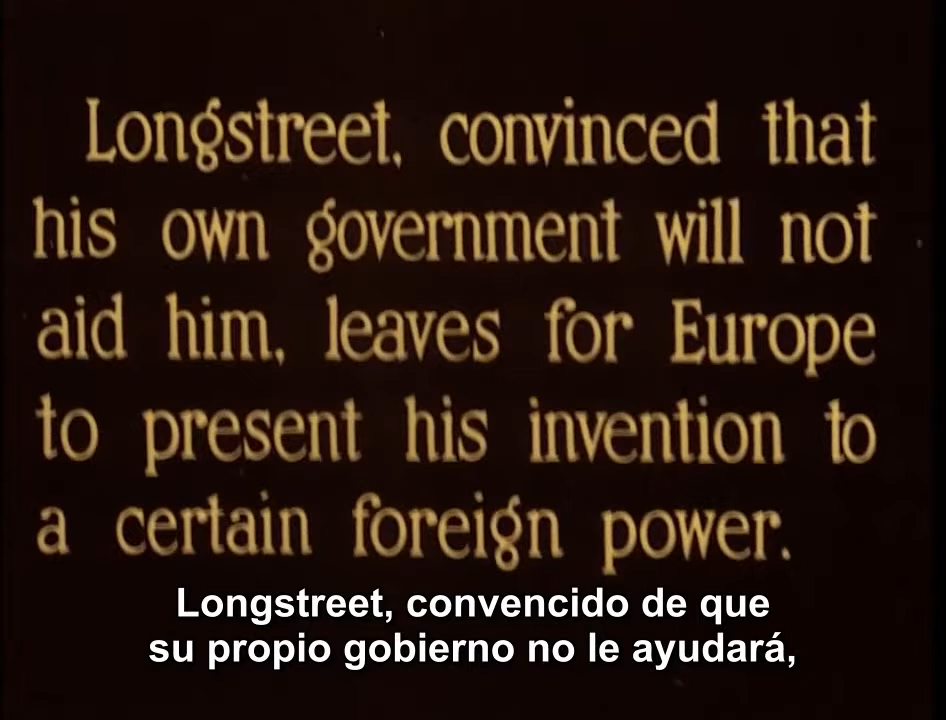 Longstreet, convinced that
his own government will not
aid him, leaves for Europe
to present his invention to
a certain foreign power.
Longstreet, convencido de que
su propio gobierno no le ayudará,